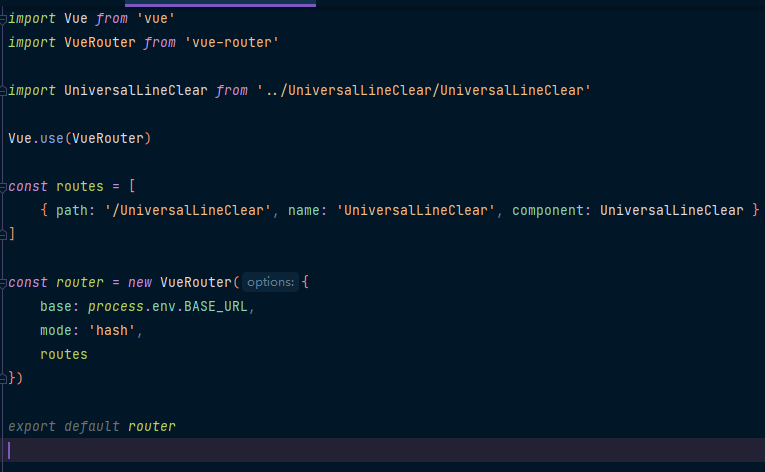 import Vue from 'vue'
import VueRouter from 'vue-router'
import UniversalLineClear from '../UniversalLineClear/UniversalLineClear'
Vue.use(VueRouter)
const routes = [
{ path: '/UniversalLineClear', name: 'UniversalLineClear', component: UniversalLineClear }
]
const router = new VueRouter( options: {
base: process.env.BASE_URL,
mode: 'hash',
routes
})
export default router